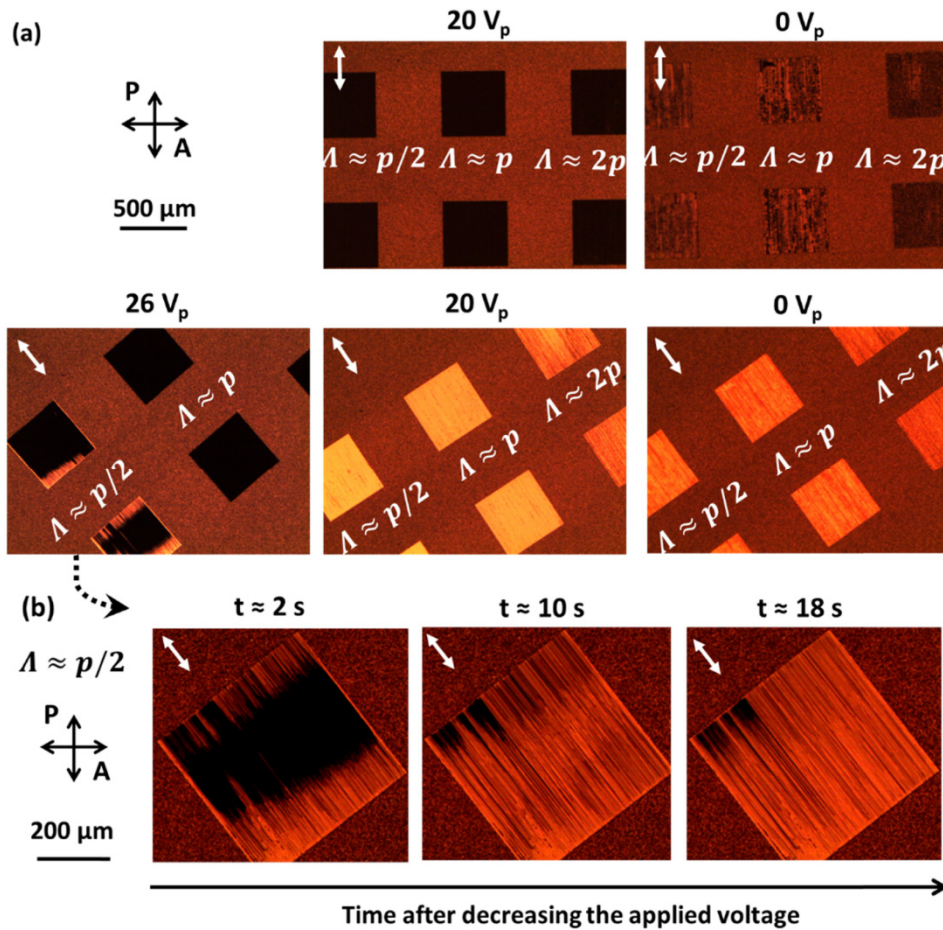 (a)
20 Vp
0 Vp
P
A
500 μm
Λ ≈ p/2
Λ ≈ p
Λ ≈ 2p
Λ ≈ p/2
Λ ≈ p
Λ ≈ 2p
26 Vp
20 Vp
0 Vp
Λ ≈ p
Λ ≈ p/2
Λ ≈ 2p
Λ ≈ p
Λ ≈ p/2
Λ ≈ 2p
Λ ≈ p
Λ ≈ p/2
(b)
t ≈ 2 s
t ≈ 10 s
t ≈ 18 s
Λ ≈ p/2
P
A
200 μm
Time after decreasing the applied voltage